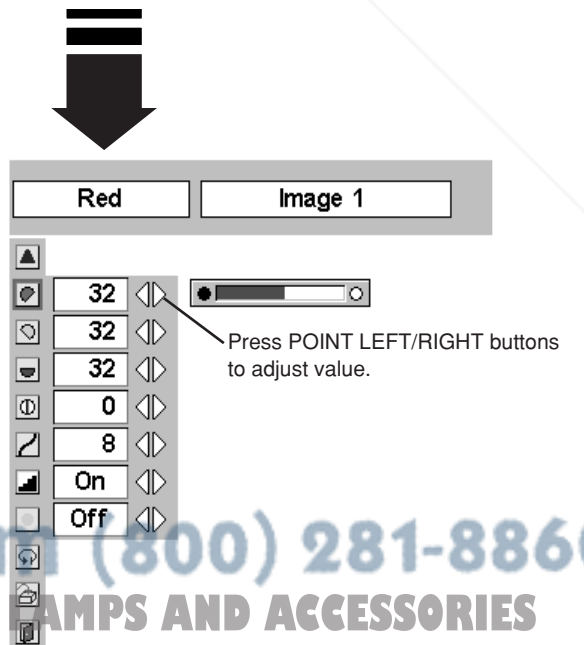 Red Image 1
32
32
Press POINT LEFT/RIGHT buttons
to adjust value.
32
0
8
On
Off
(800) 281-886
AMPS AND ACCESSORIES